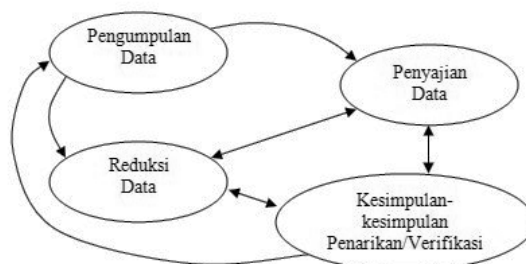 Pengumpulan
Data
Penyajian
Data
Reduksi
Data
Kesimpulan-
kesimpulan
Penarikan/Verifikasi